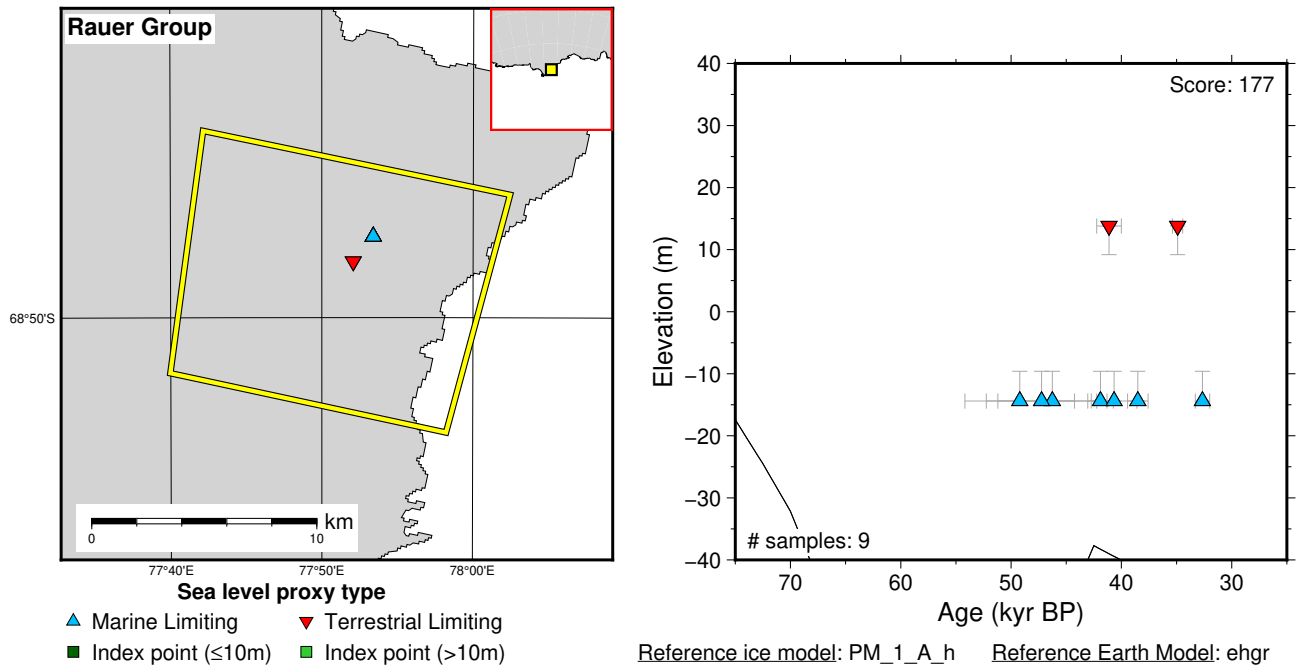 Rauer Group
68°50'S
km
0
10
77°40'E
77°50'E
78°00'E
Sea level proxy type
Marine Limiting
Terrestrial Limiting
Index point (≤10m)
Index point (>10m)
Score: 177
40
30
20
10
0
−10
−20
−30
−40
Elevation (m)
# samples: 9
70
60
50
40
30
Age (kyr BP)
Reference ice model: PM_1_A_h
Reference Earth Model: ehgr